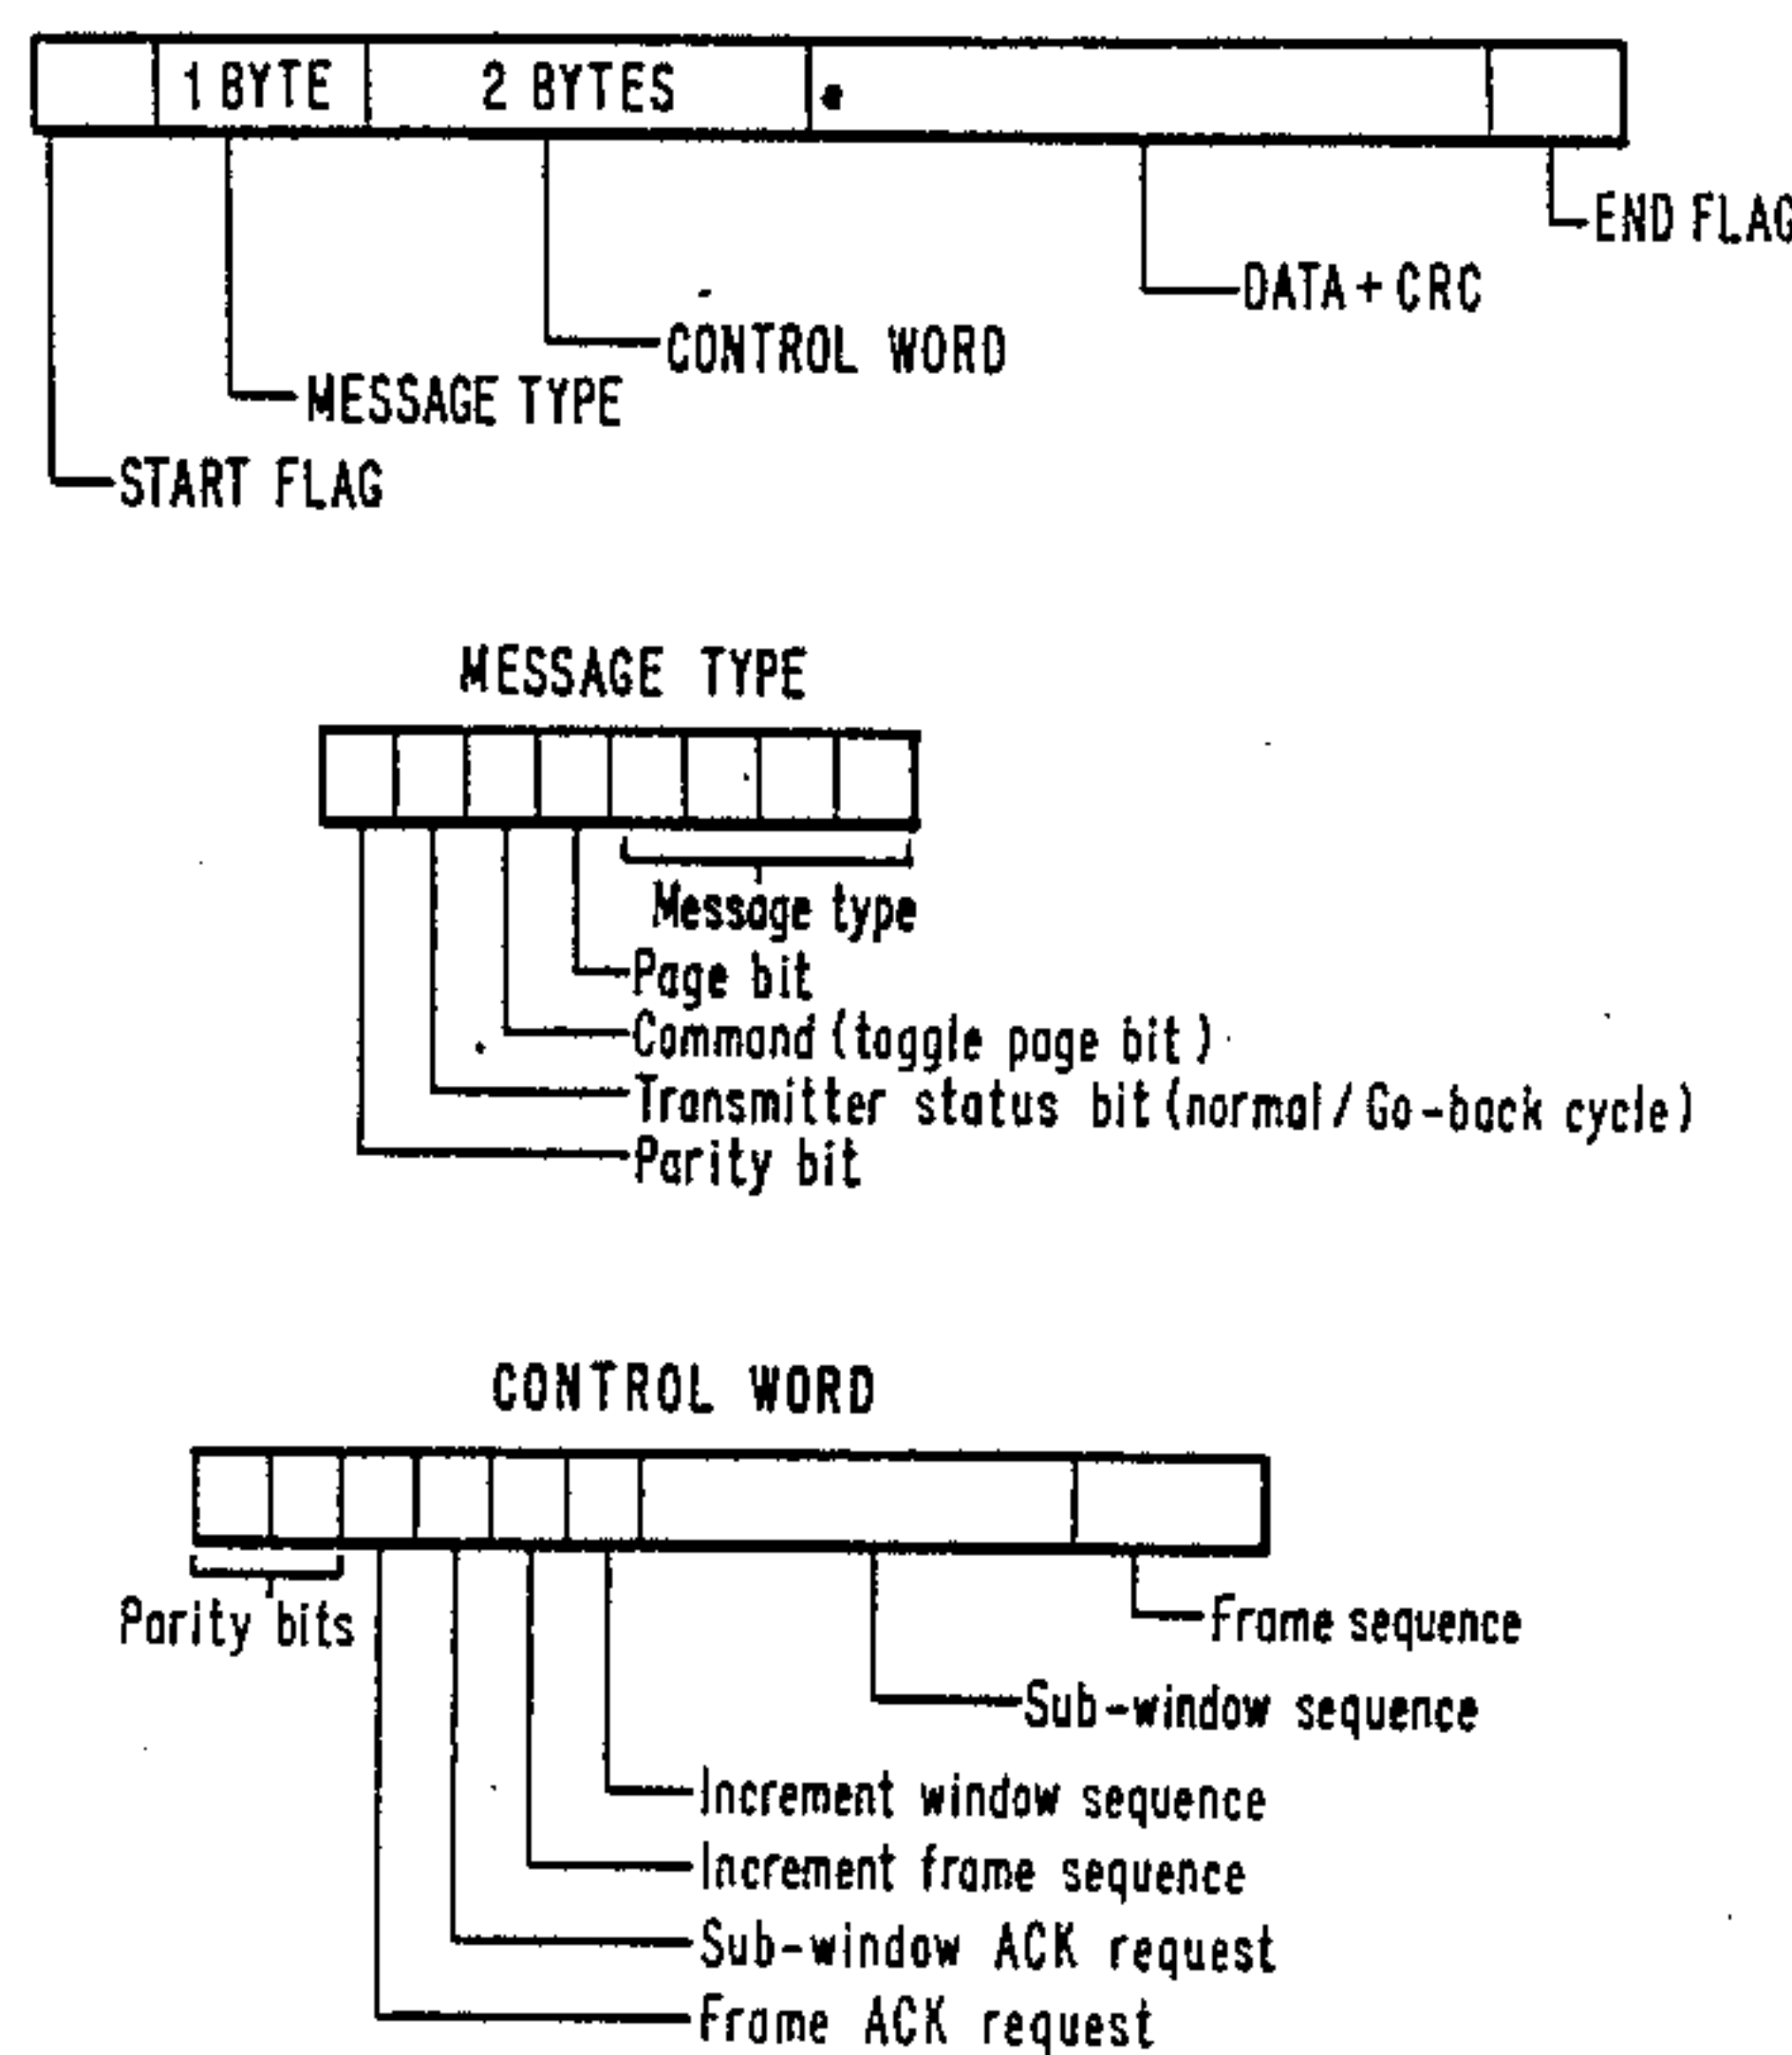 1 BYTE
2 BYTES
END FLAG
DATA + CRC
CONTROL WORD
MESSAGE TYPE
START FLAG
MESSAGE TYPE
Message type
Page bit
Command (toggle page bit)
Transmitter status bit (normal / Go-back cycle)
Parity bit
CONTROL WORD
Parity bits
Frame sequence
Sub-window sequence
Increment window sequence
Increment frame sequence
Sub-window ACK request
Frame ACK request